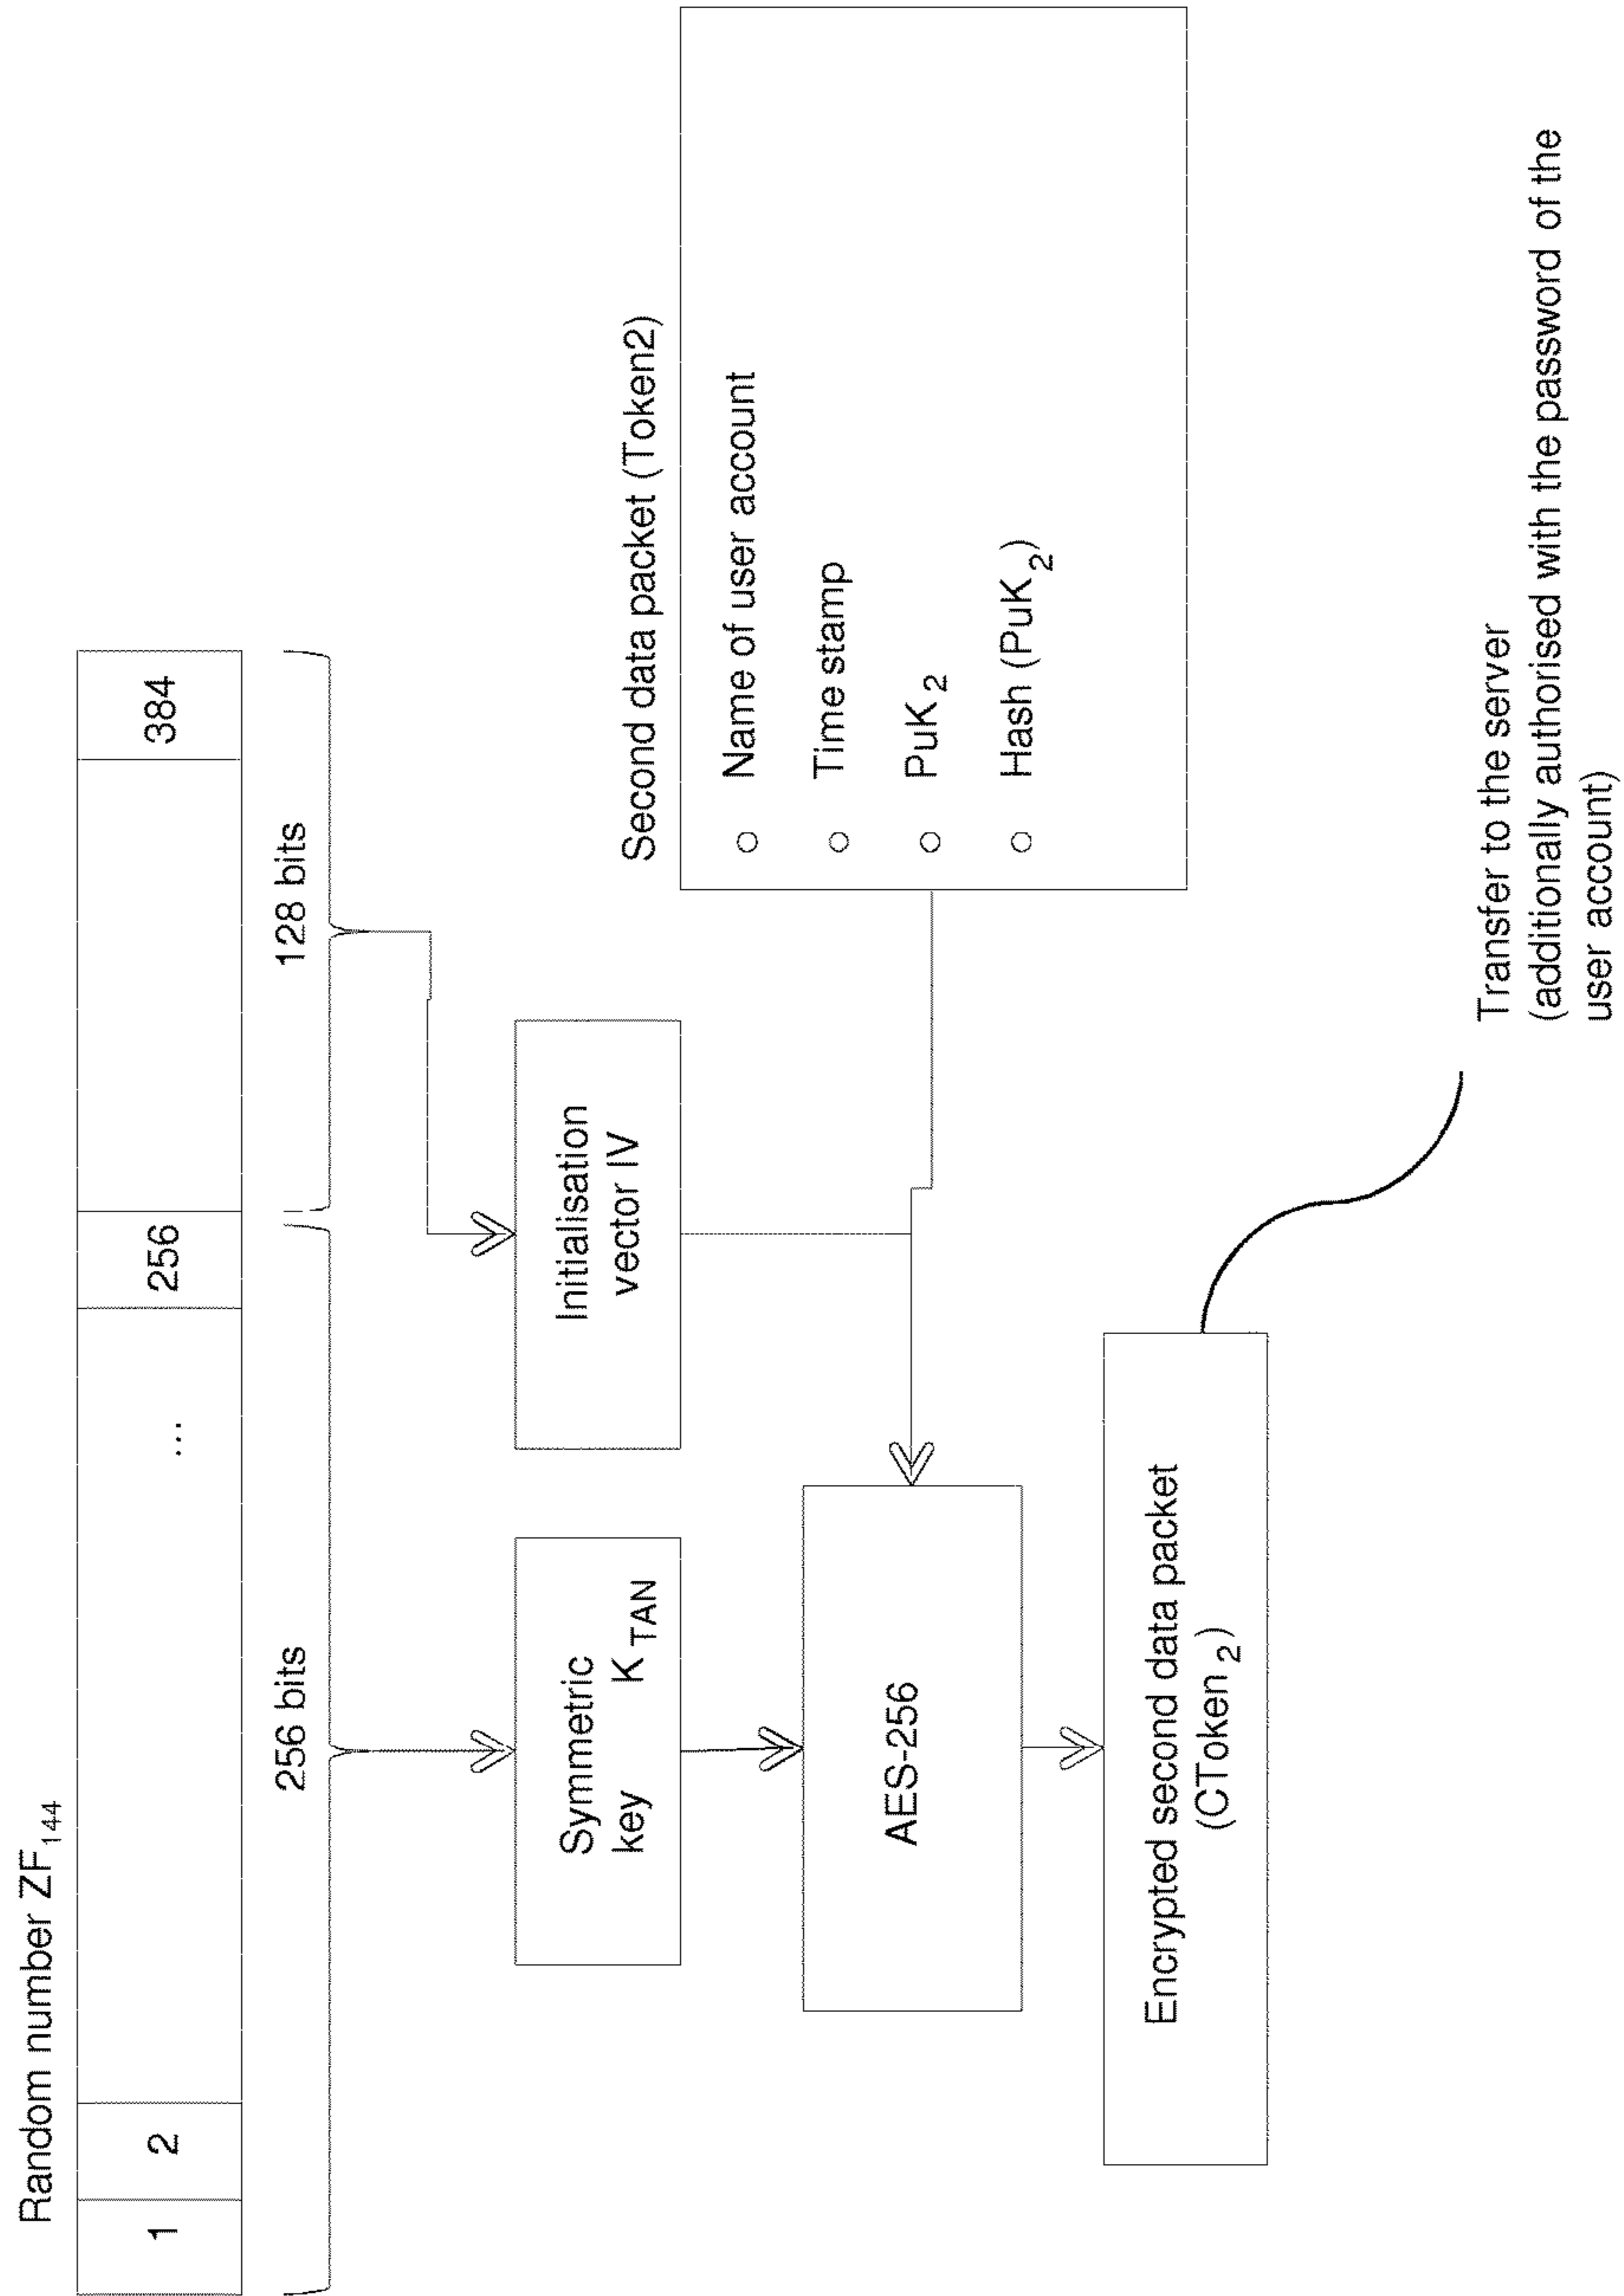 Random number ZF144
1 2 ... 256 384
256 bits
128 bits
Symmetric
key KTAN
Initialisation
vector IV
Second data packet (Token2)
○ Name of user account
○ Time stamp
○ PuK2
○ Hash (PuK2)
AES-256
Encrypted second data packet
(CToken2)
Transfer to the server
(additionally authorised with the password of the
user account)